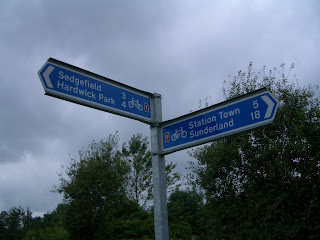 Sedgefield 3
Hardwick Park 4
Station Town 5
Sunderland 18